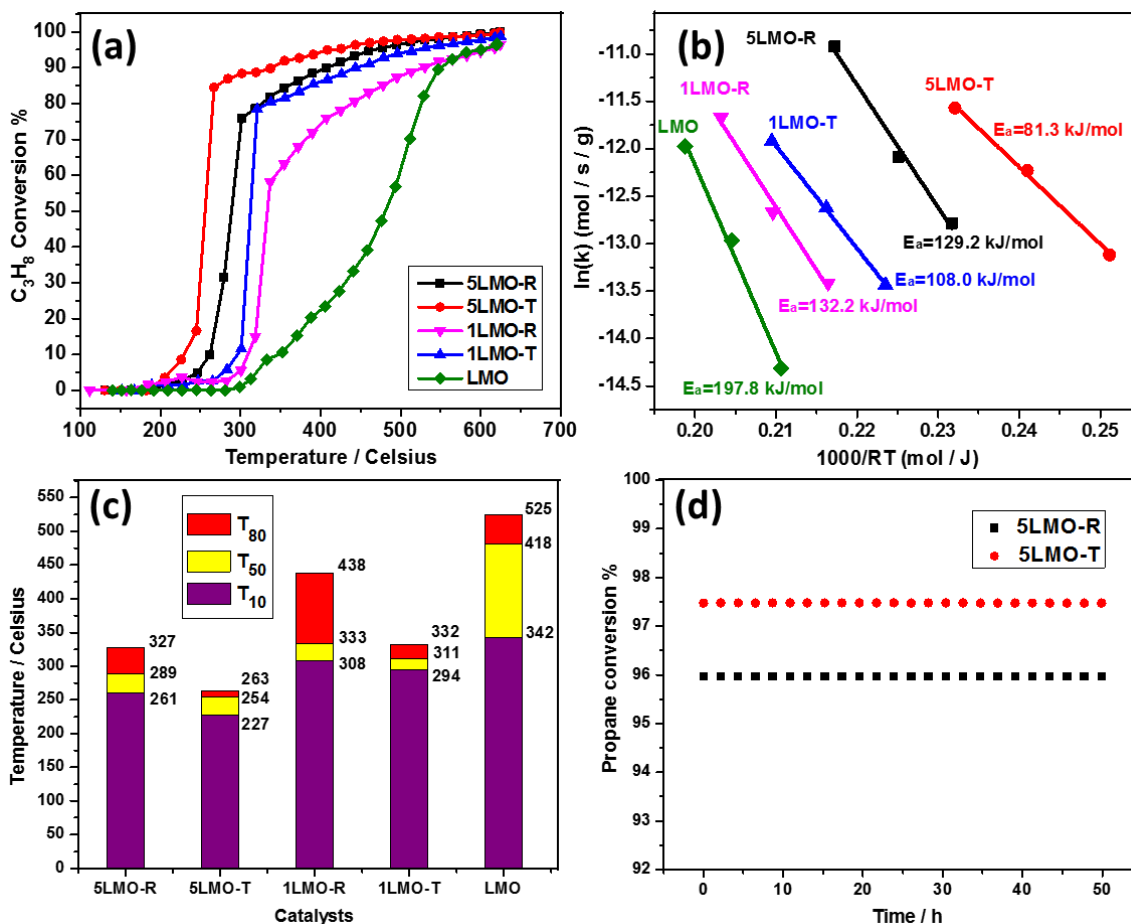 (a)
C3H8 Conversion %
100
90
80
70
60
50
40
30
20
10
0
5LMO-R
5LMO-T
1LMO-R
1LMO-T
LMO
100 200 300 400 500 600 700
Temperature / Celsius
(b)
ln(k) (mol / s / g)
-11.0
-11.5
-12.0
-12.5
-13.0
-13.5
-14.0
-14.5
5LMO-R
5LMO-T
1LMO-R
1LMO-T
LMO
Ea=81.3 kJ/mol
Ea=129.2 kJ/mol
Ea=108.0 kJ/mol
Ea=132.2 kJ/mol
Ea=197.8 kJ/mol
0.20 0.21 0.22 0.23 0.24 0.25
1000/RT (mol / J)
(c)
Temperature / Celsius
550
500
450
400
350
300
250
200
150
100
50
0
T80
T50
T10
327
289
261
263
254
227
438
333
308
332
311
294
525
418
342
5LMO-R 5LMO-T 1LMO-R 1LMO-T LMO
Catalysts
(d)
Propane conversion %
100
99
98
97
96
95
94
93
92
5LMO-R
5LMO-T
0 10 20 30 40 50
Time / h